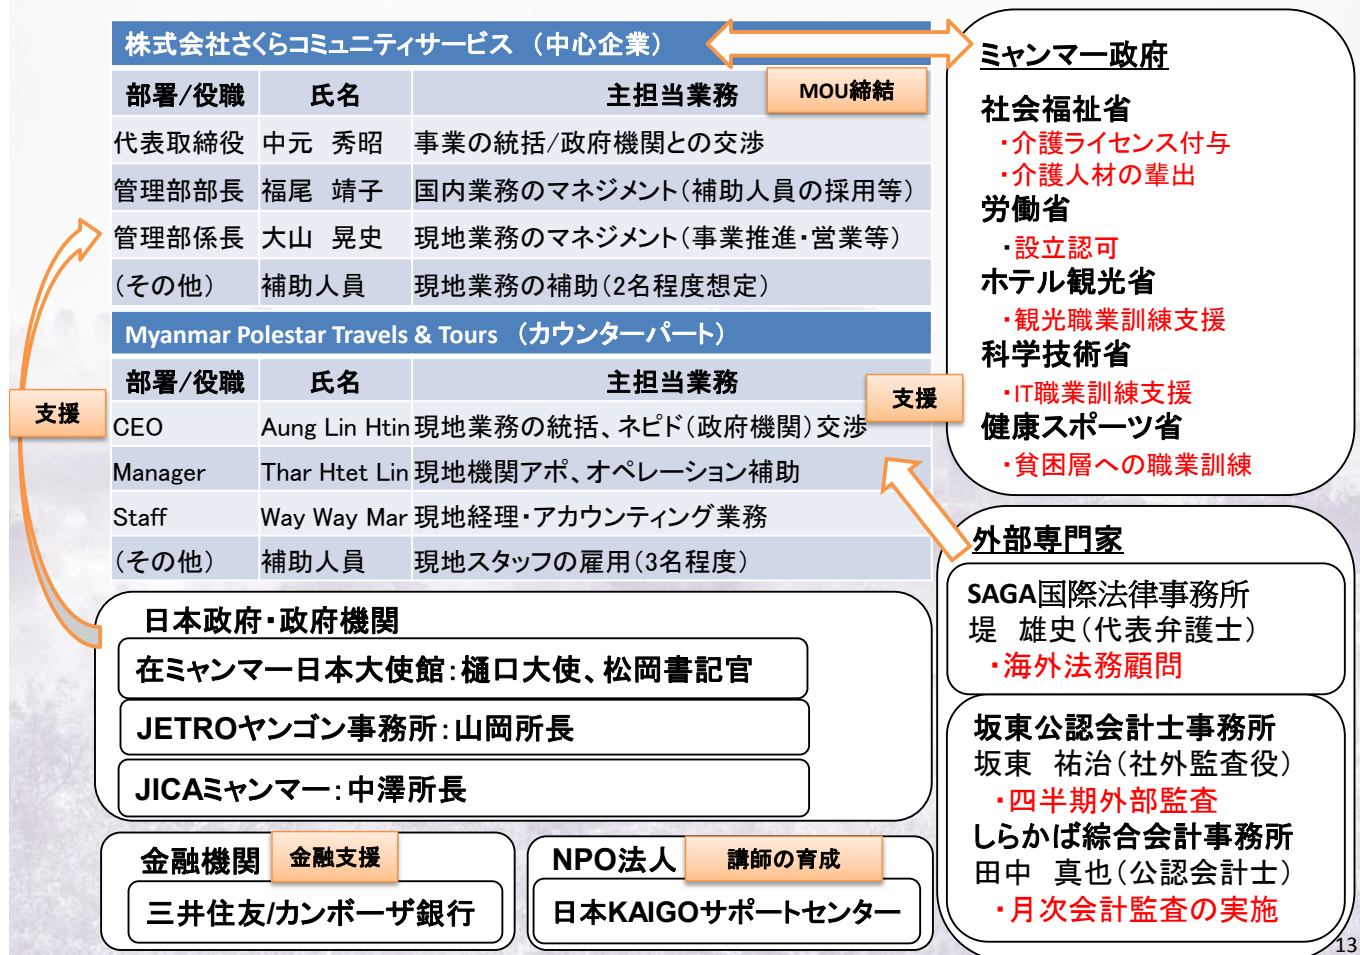 株式会社さくらコミュニティサービス （中心企業）
部署/役職 氏名 主担当業務
MOU締結
代表取締役 中元 秀昭 事業の統括/政府機関との交渉
管理部部長 福尾 靖子 国内業務のマネジメント（補助人員の採用等）
管理部係長 大山 晃史 現地業務のマネジメント（事業推進・営業等）
（その他） 補助人員 現地業務の補助（2名程度想定）
Myanmar Polestar Travels & Tours （カウンターパート）
部署/役職 氏名 主担当業務
支援
CEO Aung Lin Htin 現地業務の統括、ネピド（政府機関）交渉
Manager Thar Htet Lin 現地機関アポ、オペレーション補助
Staff Way Way Mar 現地経理・アカウンティング業務
（その他） 補助人員 現地スタッフの雇用（3名程度）
支援
ミャンマー政府
社会福祉省
・介護ライセンス付与
・介護人材の輩出
労働省
・設立認可
ホテル観光省
・観光職業訓練支援
科学技術省
・IT職業訓練支援
健康スポーツ省
・貧困層への職業訓練
外部専門家
SAGA国際法律事務所
堤 雄史（代表弁護士）
・海外法務顧問
坂東公認会計士事務所
坂東 祐治（社外監査役）
・四半期外部監査
しらかば綜合会計事務所
田中 真也（公認会計士）
・月次会計監査の実施
日本政府・政府機関
在ミャンマー日本大使館：樋口大使、松岡書記官
JETROヤンゴン事務所：山岡所長
JICAミャンマー：中澤所長
金融機関 金融支援
三井住友/カンボーザ銀行
NPO法人 講師の育成
日本KAIGOサポートセンター
13